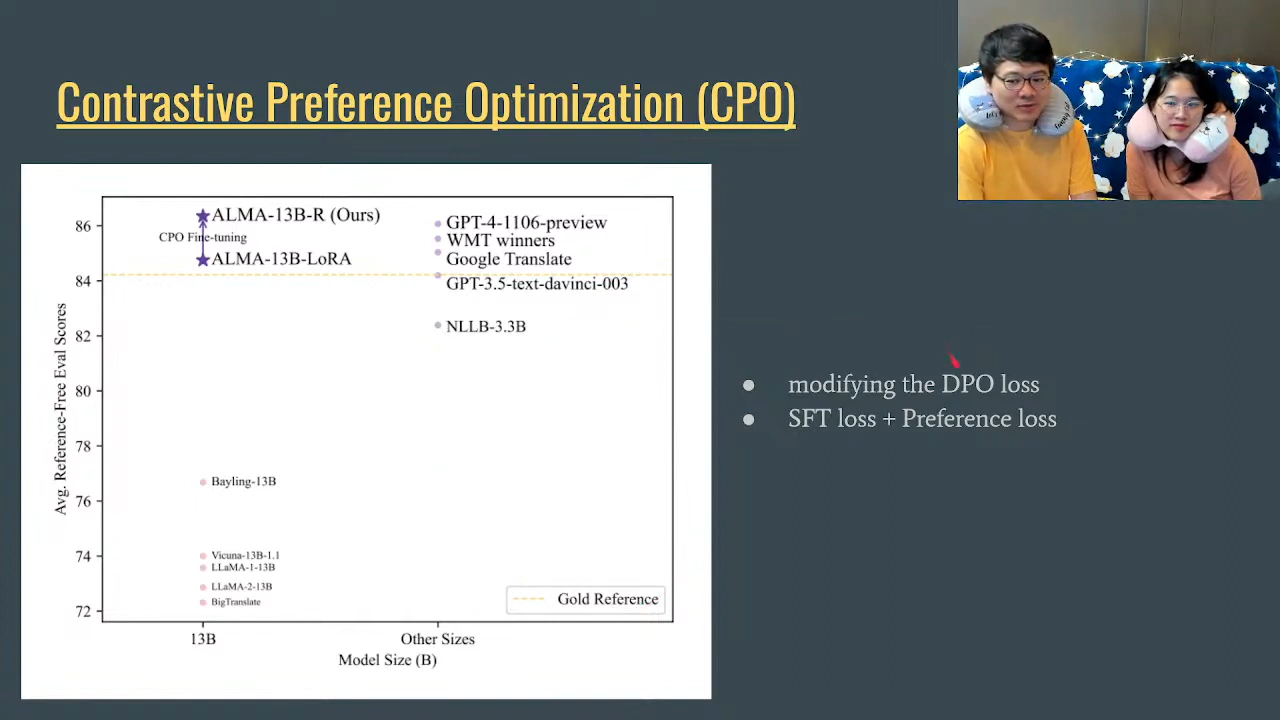 Contrastive Preference Optimization (CPO)
86
84
82
80
78
76
74
72
Avg. Reference-Free Eval Scores
ALMA-13B-R (Ours)
CPO Fine-tuning
ALMA-13B-LoRA
GPT-4-1106-preview
WMT winners
Google Translate
GPT-3.5-text-davinci-003
NLLB-3.3B
Bayling-13B
Vicuna-13B-1.1
LLaMA-1-13B
LLaMA-2-13B
BigTranslate
Gold Reference
13B
Other Sizes
Model Size (B)
● modifying the DPO loss
● SFT loss + Preference loss